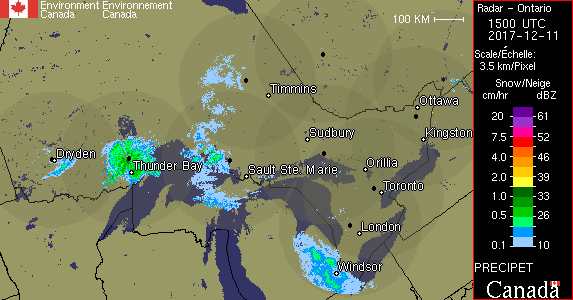 Environment Environnement
Canada Canada
100 KM
Timmins
Ottawa
Sudbury
Kingston
Dryden
Thunder Bay
Sault Ste. Marie
Orillia
Toronto
London
Windsor
Radar - Ontario
1500 UTC
2017-12-11
Scale/Échelle:
3.5 km/Pixel
Snow/Neige
cm/hr dBZ
20 61
7.5 52
4.0 46
2.0 39
1.0 33
0.5 26
0.1 10
PRECIPET
Canada